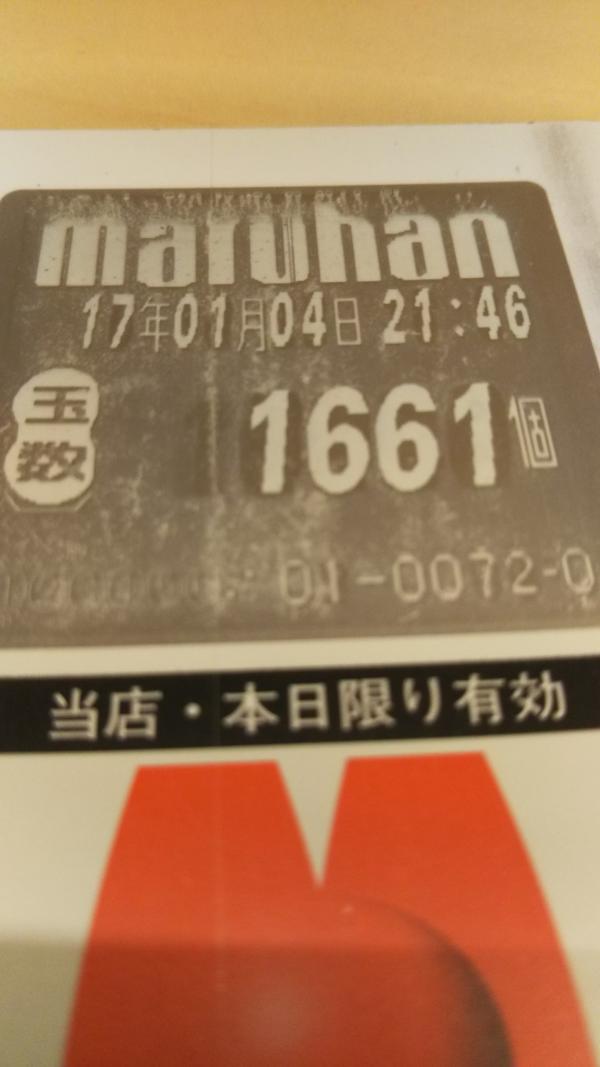 maruhan
17年01月04日 21:46
玉数 1661個
01-0072-0
当店・本日限り有効